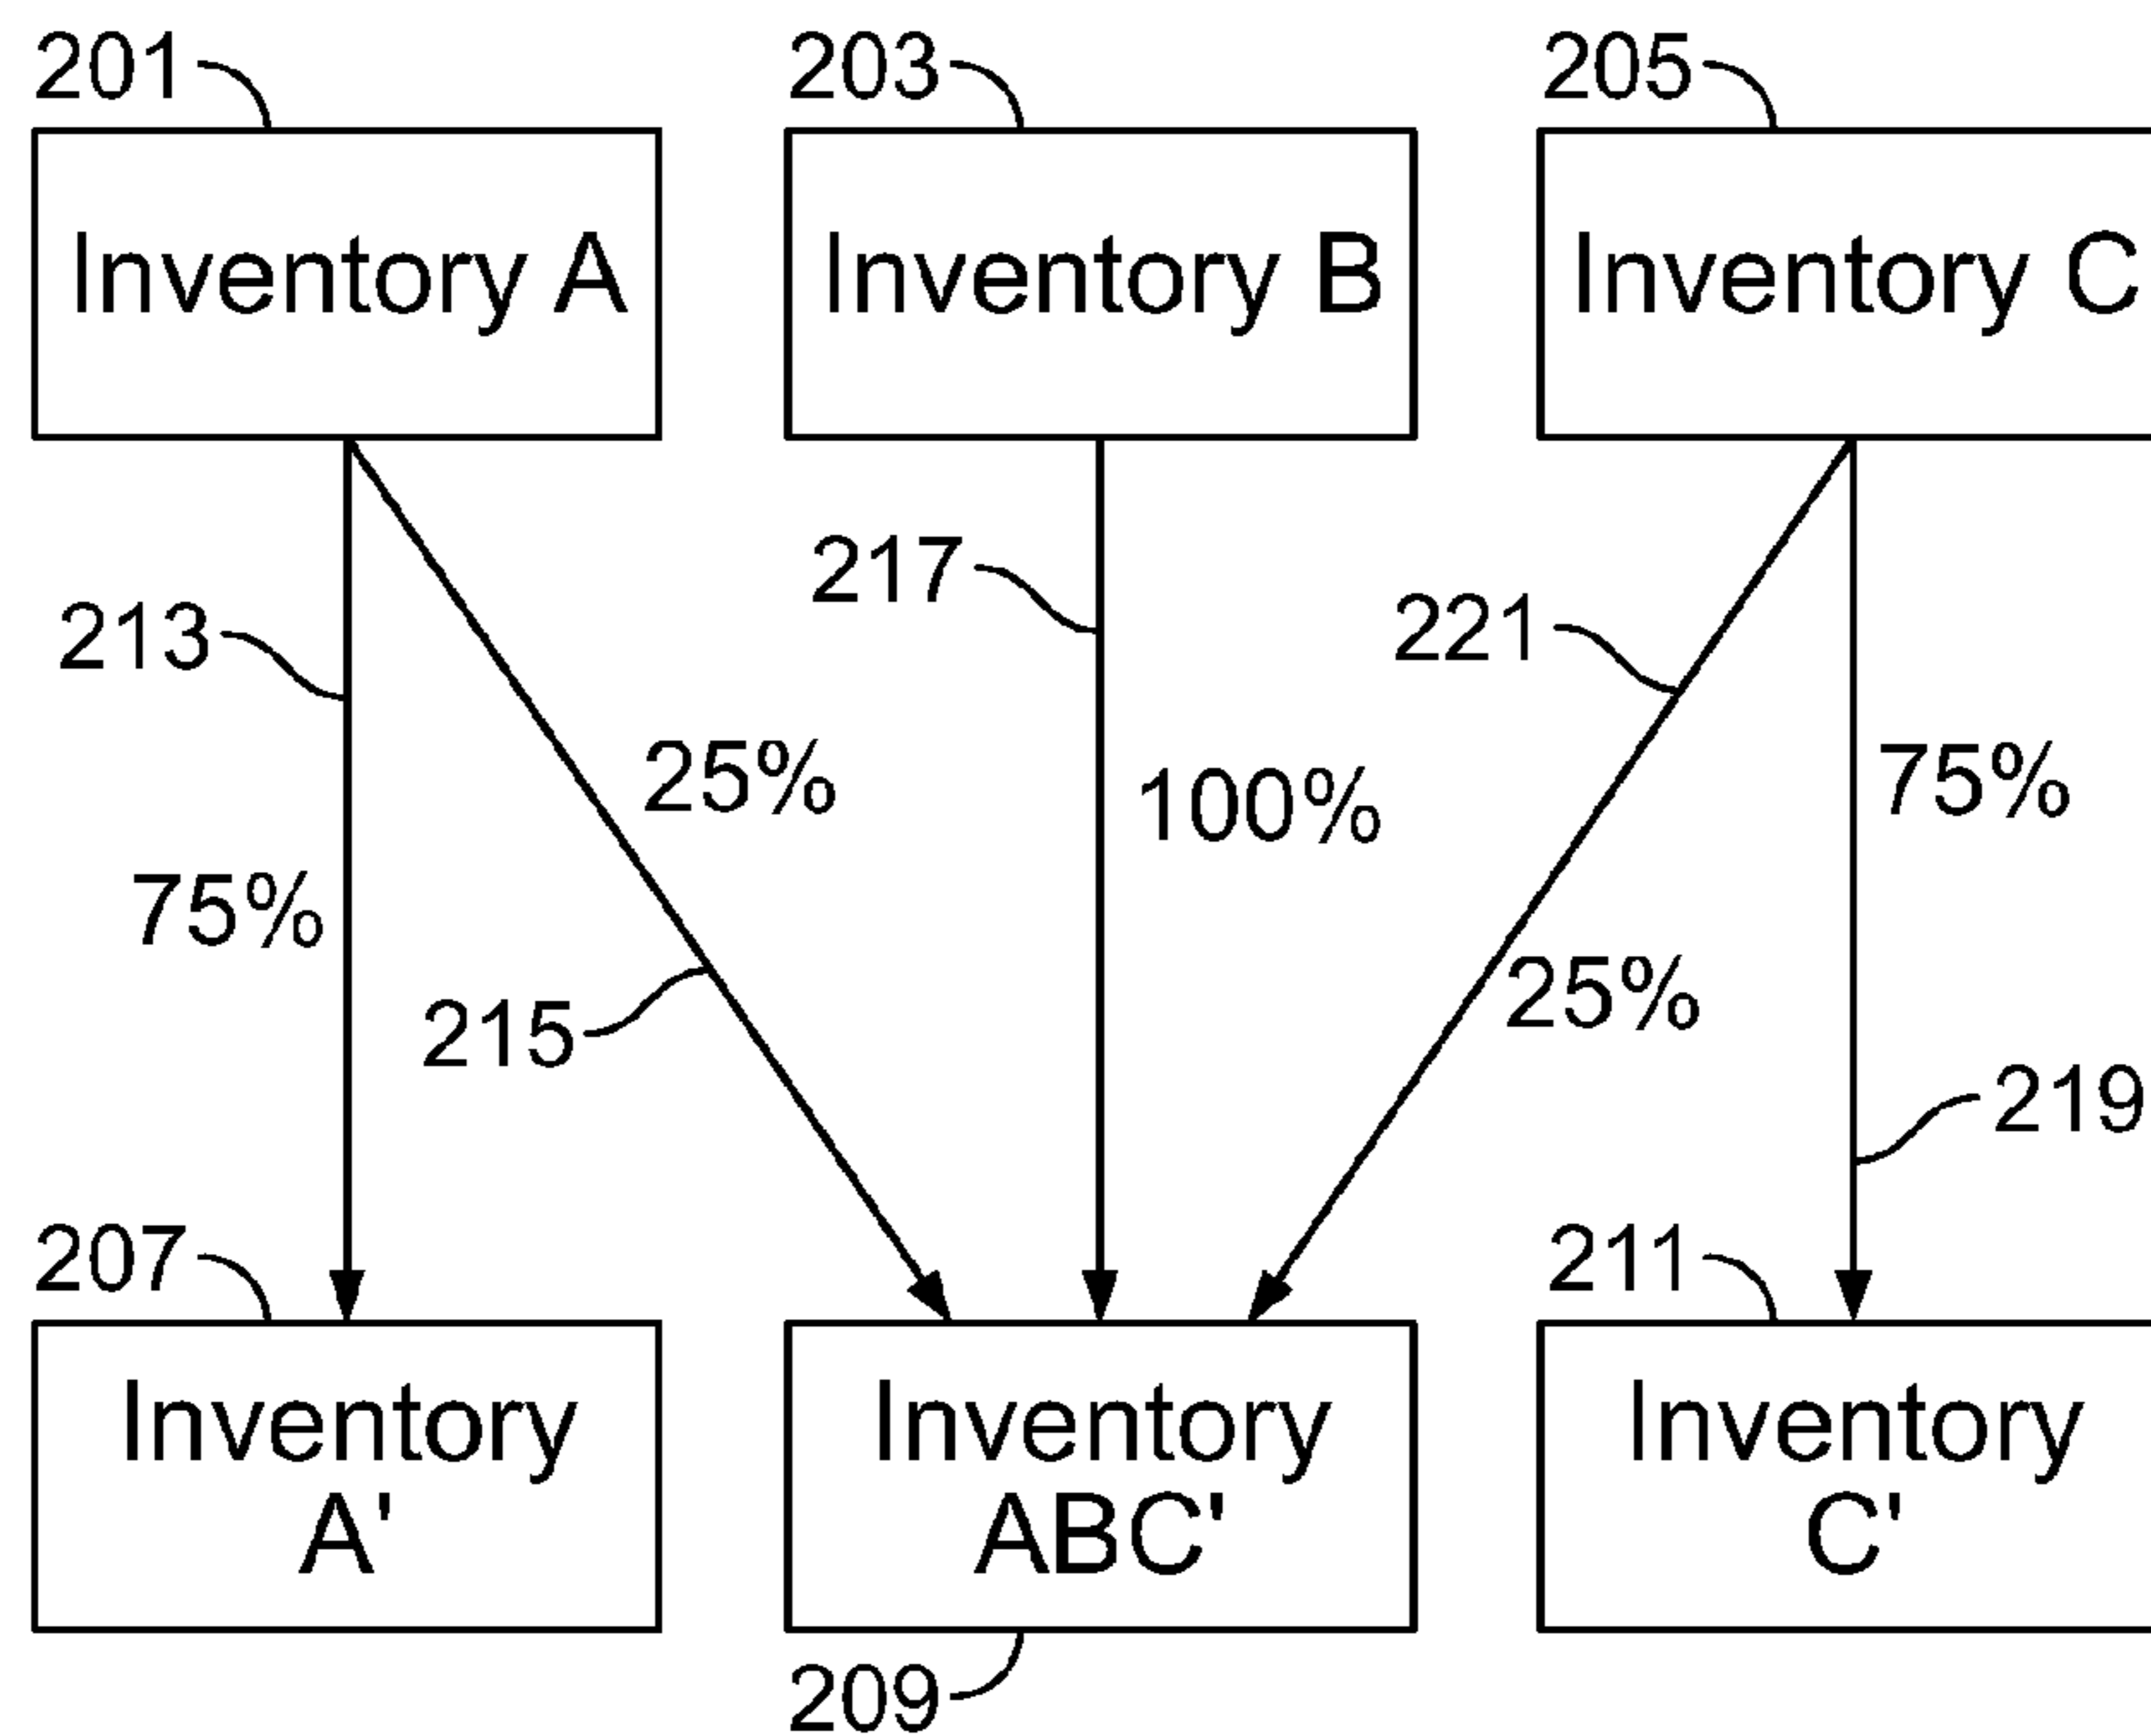 201
203
205
Inventory A
Inventory B
Inventory C
217
221
213
25%
100%
75%
75%
25%
215
219
207
211
Inventory
A'
Inventory
ABC'
Inventory
C'
209